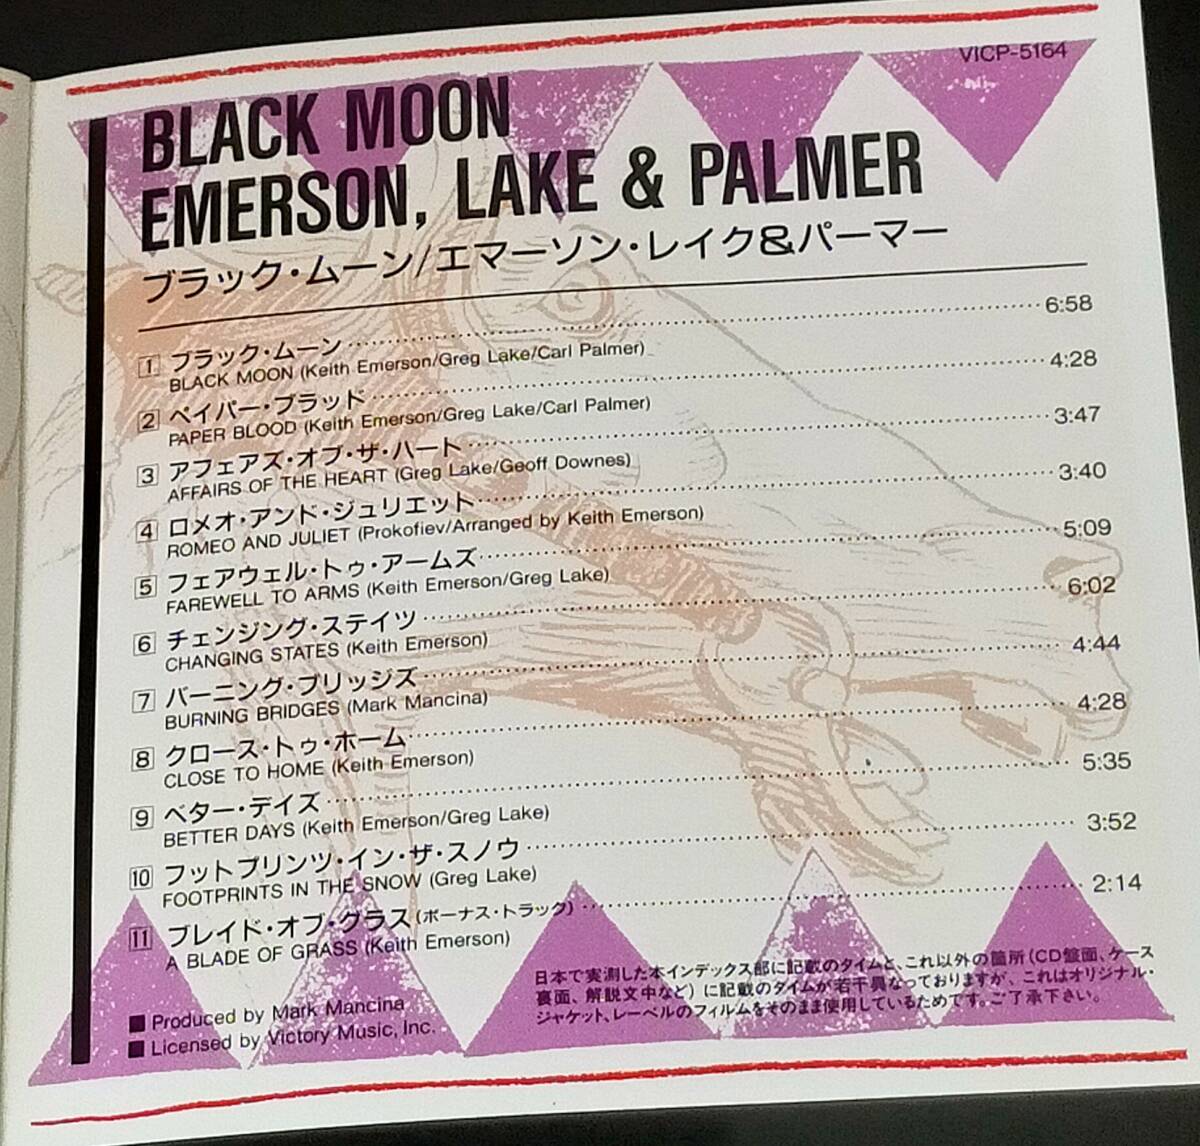 VICP-5164
BLACK MOON
EMERSON, LAKE & PALMER
ブラック・ムーン/エマーソン・レイク&パーマー
1 ブラック・ムーン 6:58
BLACK MOON (Keith Emerson/Greg Lake/Carl Palmer)
2 ペイパー・ブラッド 4:28
PAPER BLOOD (Keith Emerson/Greg Lake/Carl Palmer)
3 アフェアズ・オブ・ザ・ハート 3:47
AFFAIRS OF THE HEART (Greg Lake/Geoff Downes)
4 ロメオ・アンド・ジュリエット 3:40
ROMEO AND JULIET (Prokofiev/Arranged by Keith Emerson)
5 フェアウェル・トゥ・アームズ 5:09
FAREWELL TO ARMS (Keith Emerson/Greg Lake)
6 チェンジング・ステイツ 6:02
CHANGING STATES (Keith Emerson)
7 バーニング・ブリッジズ 4:44
BURNING BRIDGES (Mark Mancina)
8 クロース・トゥ・ホーム 4:28
CLOSE TO HOME (Keith Emerson)
9 ベター・デイズ 5:35
BETTER DAYS (Keith Emerson/Greg Lake)
10 フットプリンツ・イン・ザ・スノウ 3:52
FOOTPRINTS IN THE SNOW (Greg Lake)
11 ブレイド・オブ・グラス(ボーナス・トラック) 2:14
A BLADE OF GRASS (Keith Emerson)
■ Produced by Mark Mancina
■ Licensed by Victory Music, Inc.
日本で実測した本インデックス部に記載のタイムと、これ以外の箇所(CD盤面、ケース
裏面、解説文中など)に記載のタイムが若干異なっておりますが、これはオリジナル・
ジャケット、レーベルのフィルムをそのまま使用しているためです。ご了承下さい。